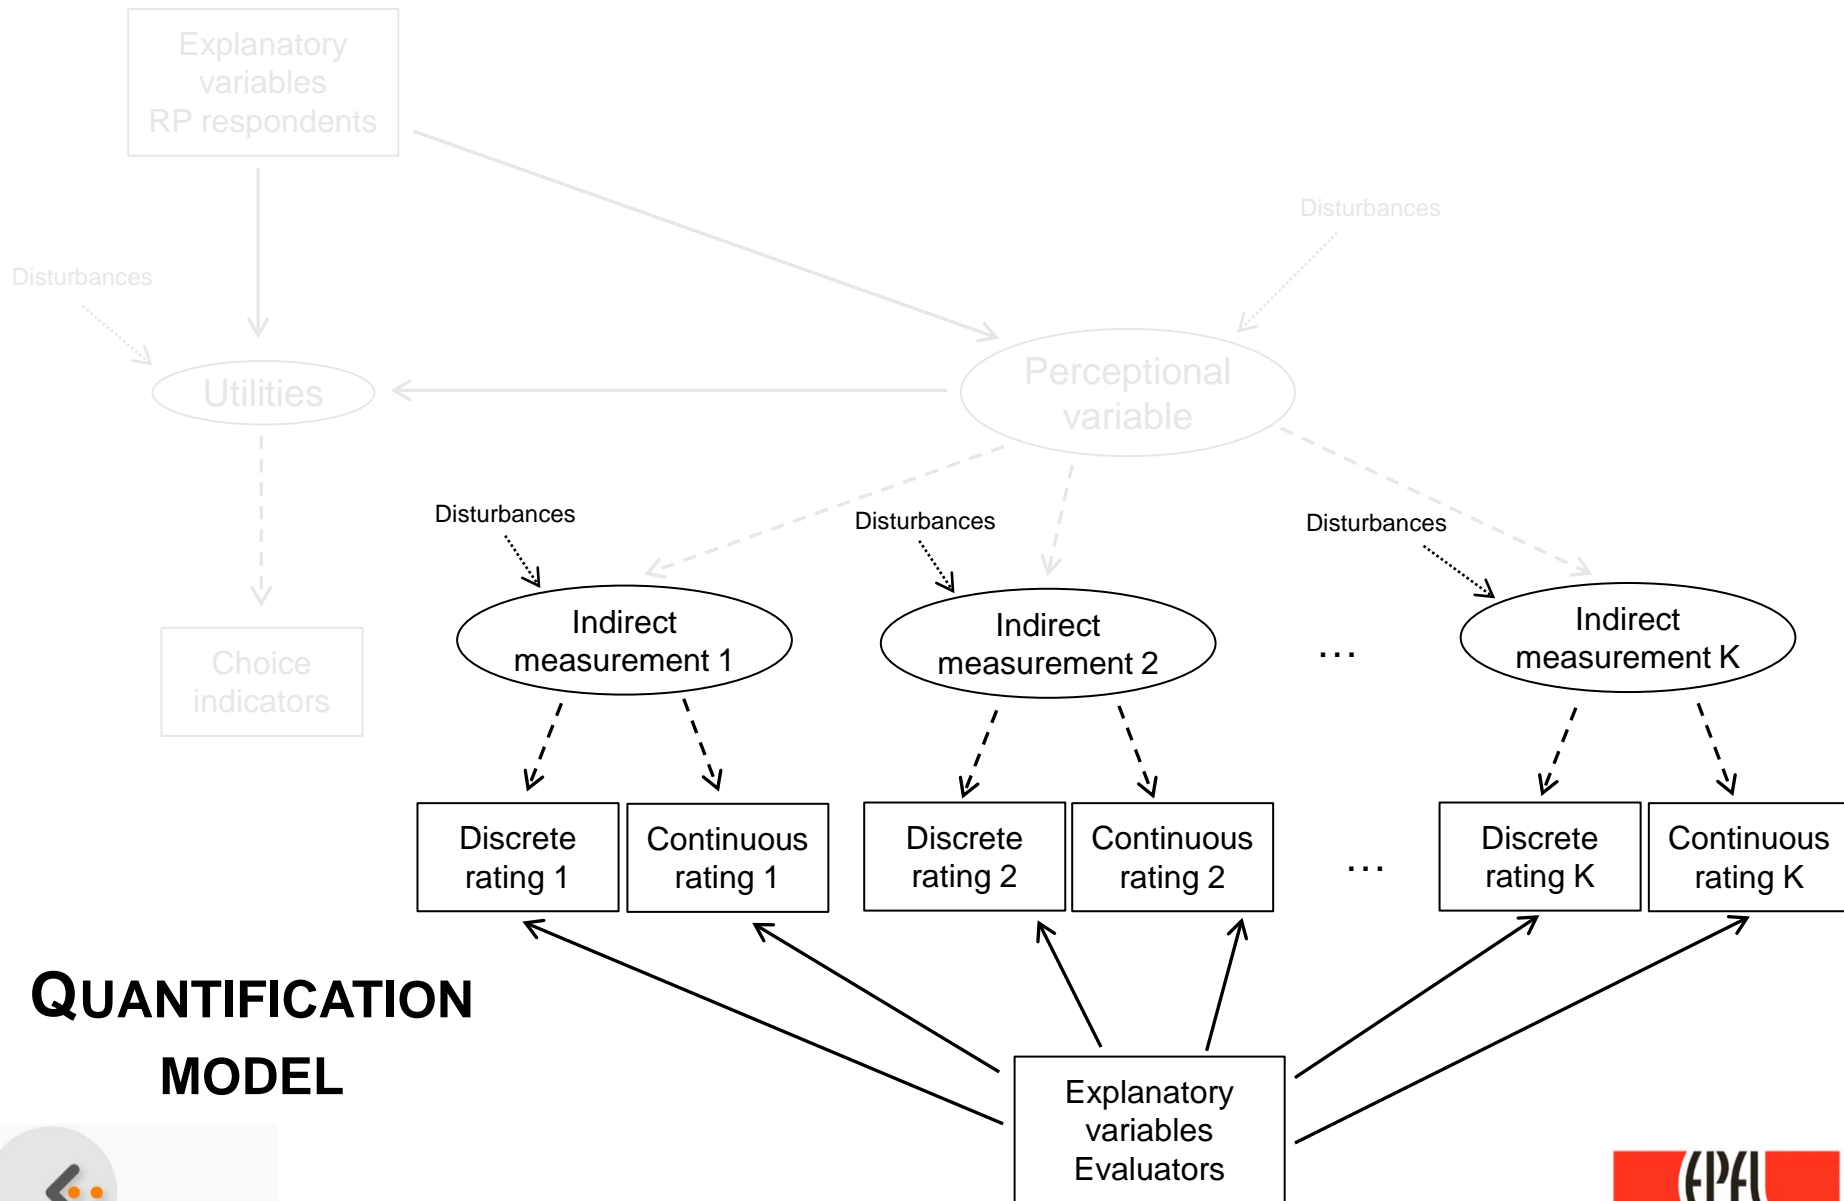 Explanatory
variables
RP respondents
Disturbances
Disturbances
Utilities
Perceptional
variable
Disturbances
Disturbances
Disturbances
Indirect
measurement 1
Indirect
measurement 2
...
Indirect
measurement K
Choice
indicators
Discrete
rating 1
Continuous
rating 1
Discrete
rating 2
Continuous
rating 2
...
Discrete
rating K
Continuous
rating K
QUANTIFICATION
MODEL
Explanatory
variables
Evaluators
EPFL